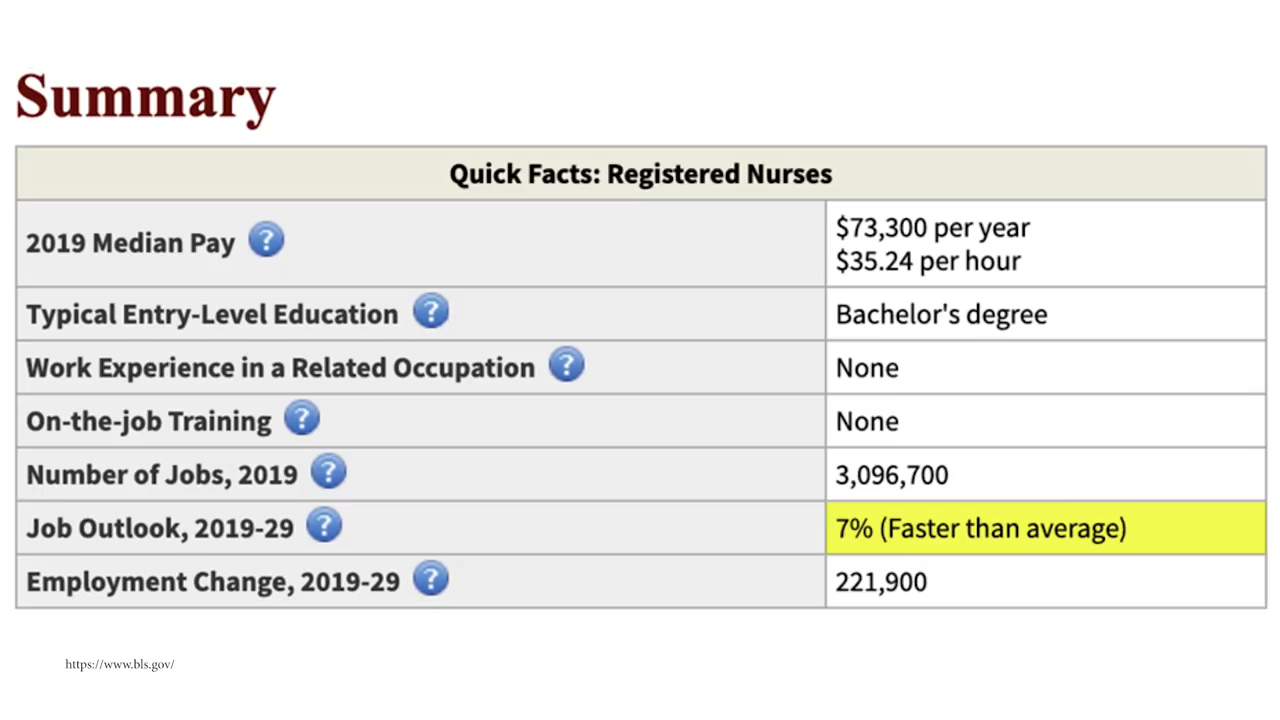 Summary
Quick Facts: Registered Nurses
2019 Median Pay ?
$73,300 per year
$35.24 per hour
Typical Entry-Level Education ?
Bachelor's degree
Work Experience in a Related Occupation ?
None
On-the-job Training ?
None
Number of Jobs, 2019 ?
3,096,700
Job Outlook, 2019-29 ?
7% (Faster than average)
Employment Change, 2019-29 ?
221,900
https://www.bls.gov/